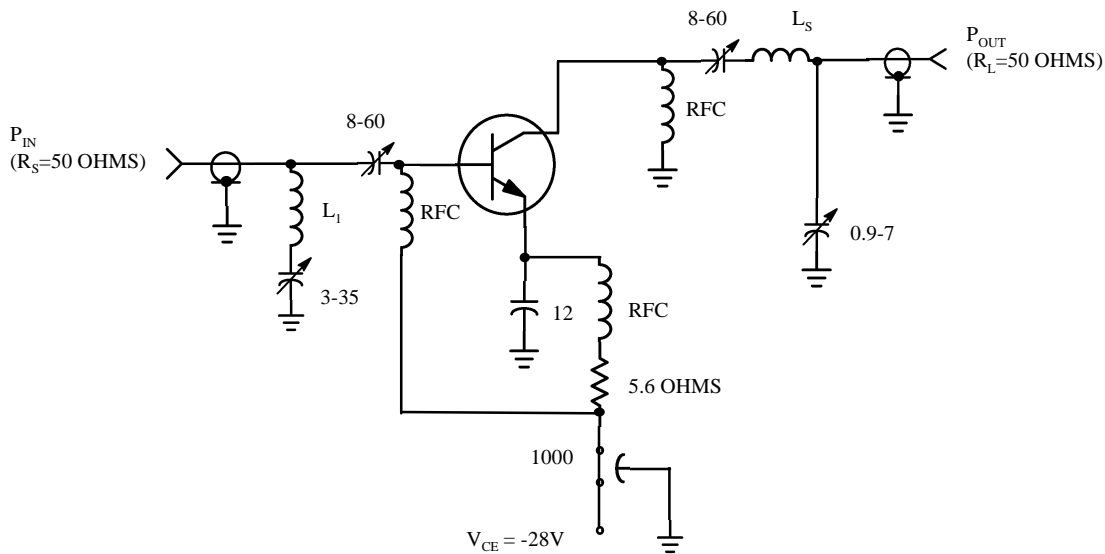 8-60
L_S
P_OUT
(R_L=50 OHMS)
RFC
8-60
P_IN
(R_S=50 OHMS)
L_1
RFC
3-35
0.9-7
12
RFC
5.6 OHMS
1000
V_CE = -28V